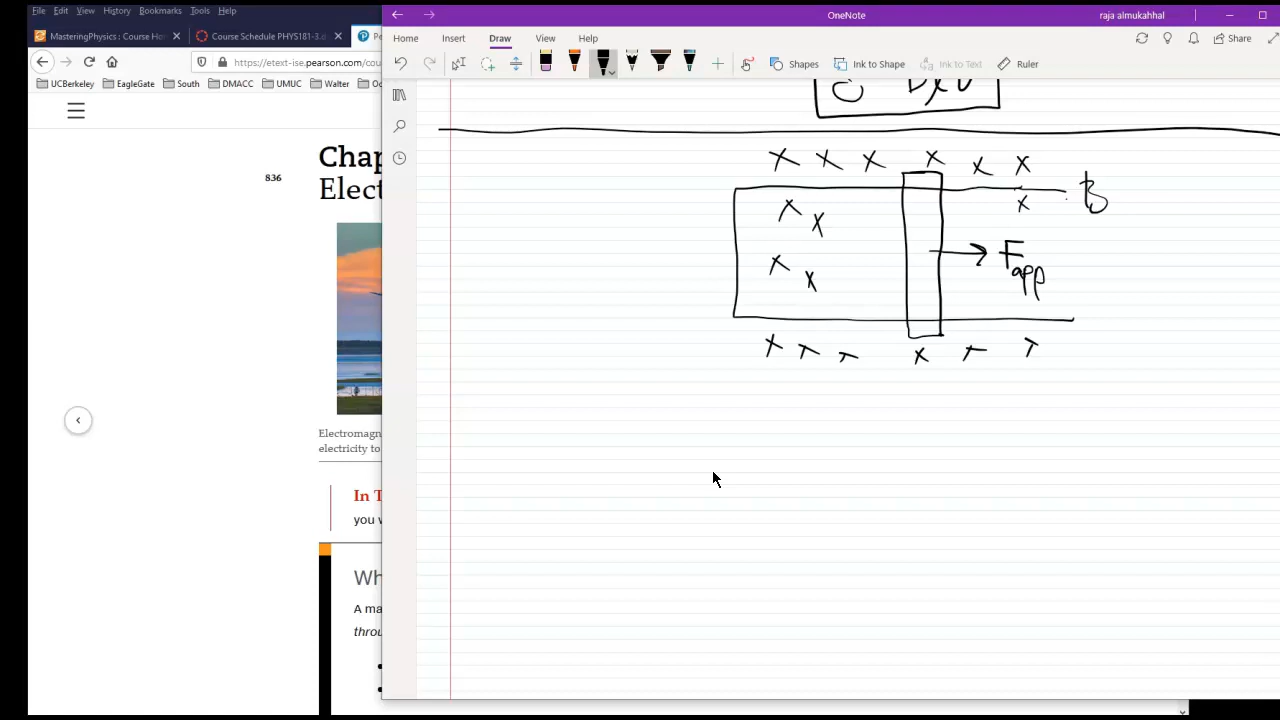 File Edit View History Bookmarks Tools Help
OneNote
raja almukahhal
MasteringPhysics : Course Ho
Course Schedule PHYS181-3.d
Pe
Home Insert Draw View Help
Share
https://etext-ise.pearson.com/cou
Shapes
Ink to Shape
Ink to Text
Ruler
UCBerkeley EagleGate South DMACC UMUC Walter Oc
836
Chap
Elect
x x x x x x
x x x
B
x x
F app
x x x x x x
Electromagn
electricity to
In T
you w
Wh
A ma
throu